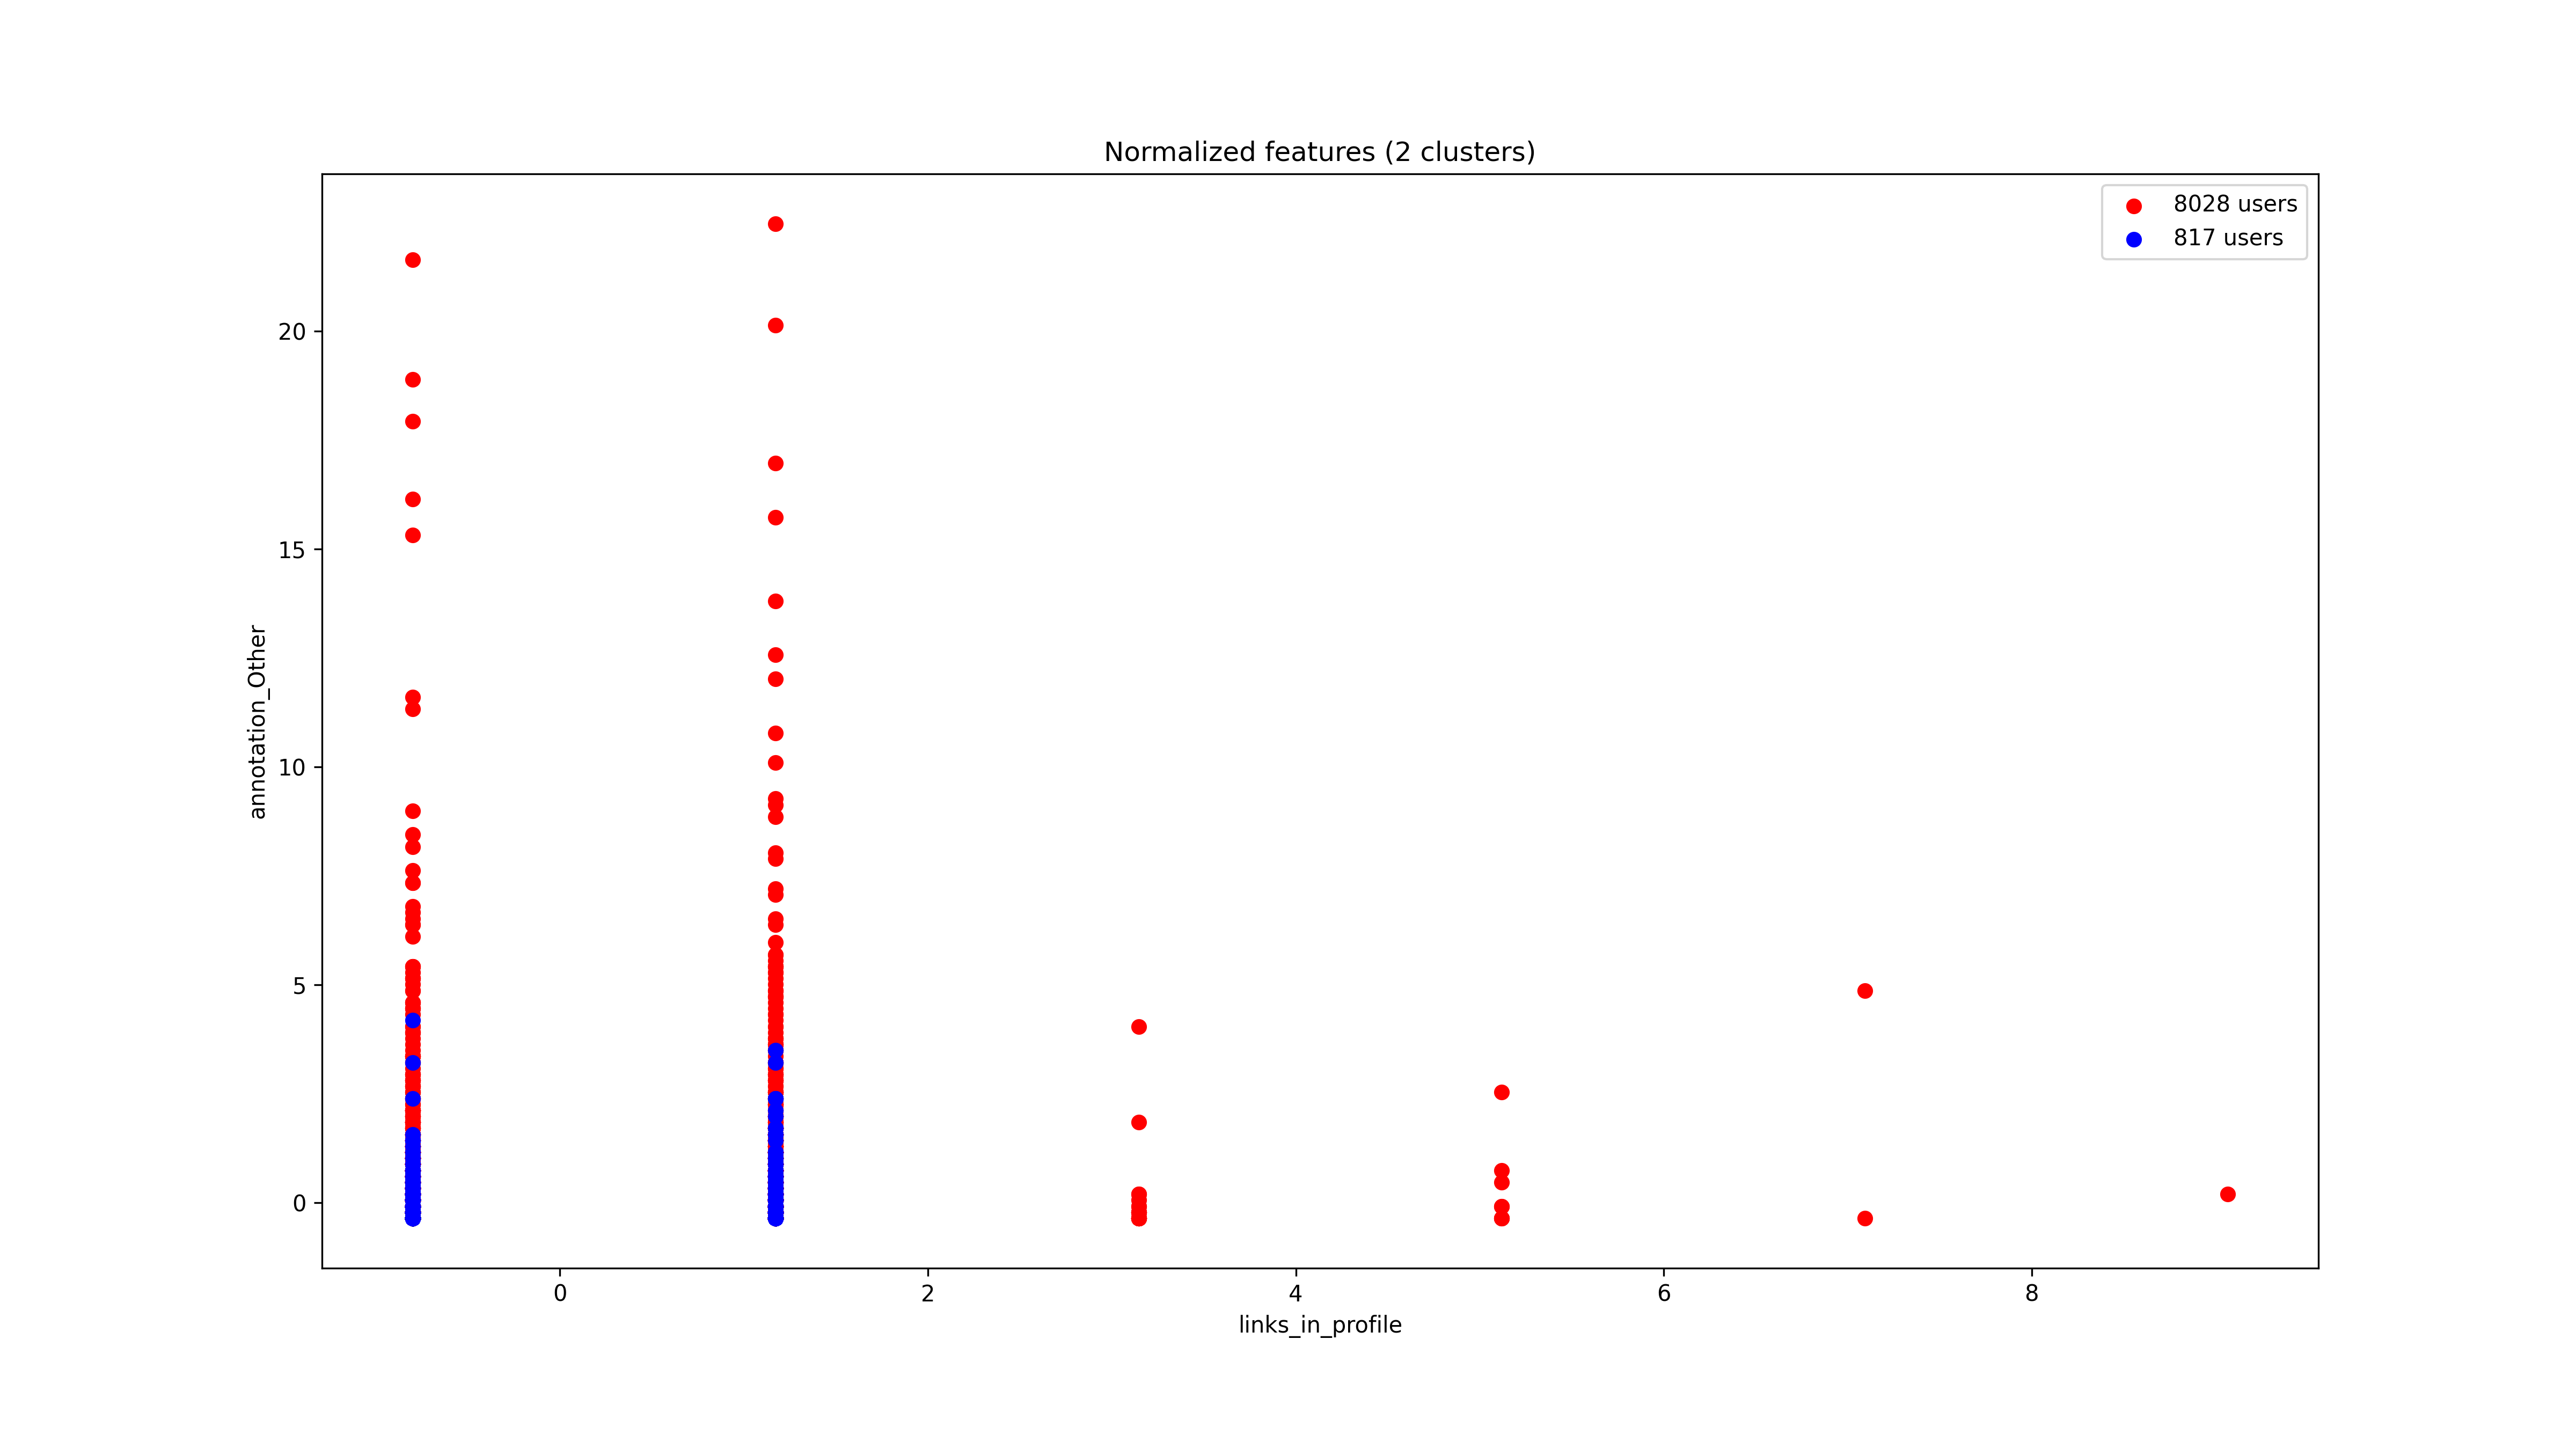 Normalized features (2 clusters)
8028 users
817 users
20
15
10
5
0
annotation_Other
0 2 4 6 8
links_in_profile